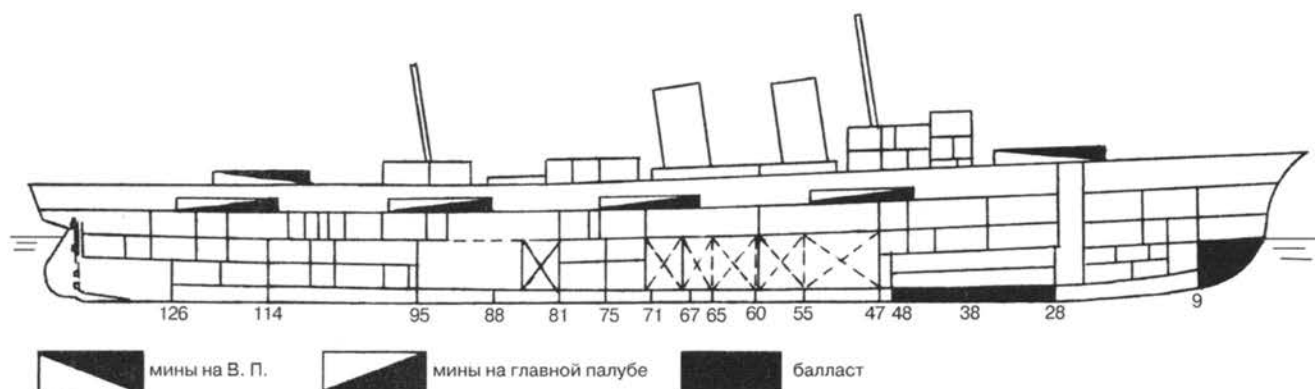 9
126 114 95 88 81 75 71 67 65 60 55 47 48 38 28
мины на В. П. мины на главной палубе балласт